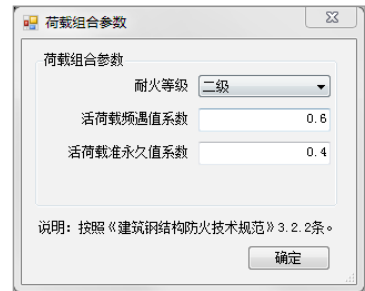 荷载组合参数
荷载组合参数
耐火等级 二级
活荷载频遇值系数 0.6
活荷载准永久值系数 0.4
说明：按照《建筑钢结构防火技术规范》3.2.2条。
确定